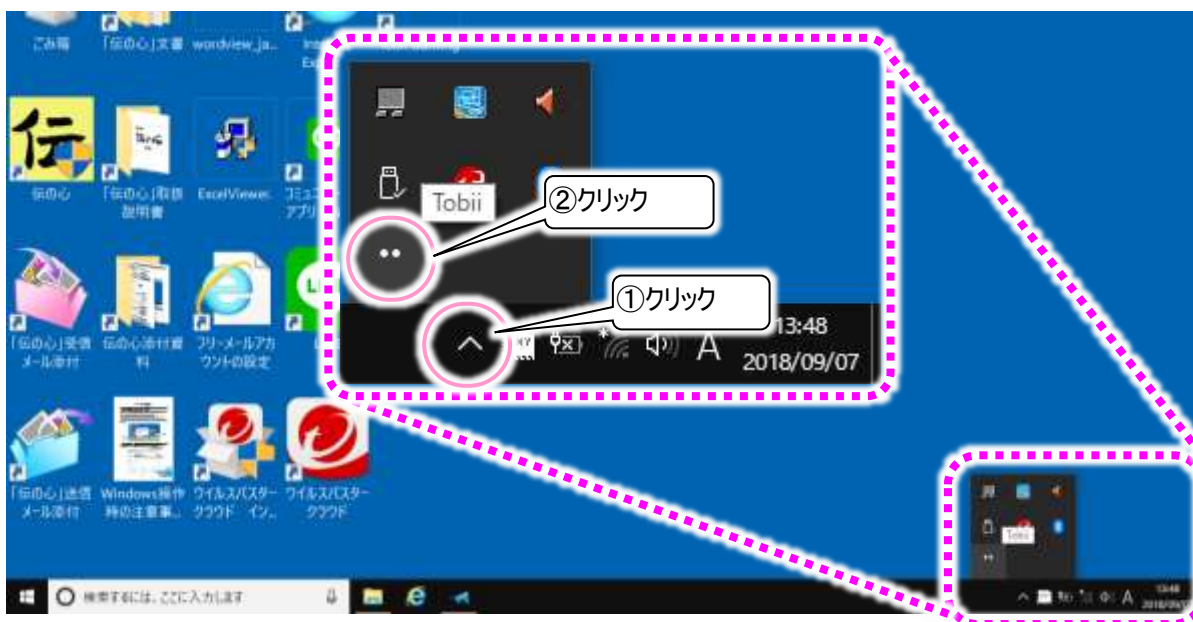 ごみ箱
「伝の心」文書
wordview_ja...
伝
伝の心
「伝の心」取扱
説明書
ExcelViewer
Tobii
②クリック
①クリック
13:48
A
2018/09/07
「伝の心」受信
メール添付
伝の心添付資
料
フリーメールアカ
ウントの設定
「伝の心」送信
メール添付
Windows操作
時の注意事...
ウイルスバスター
クラウド イン...
ウイルスバスター
クラウド
Tobii
検索するには、ここに入力します
A
13:48